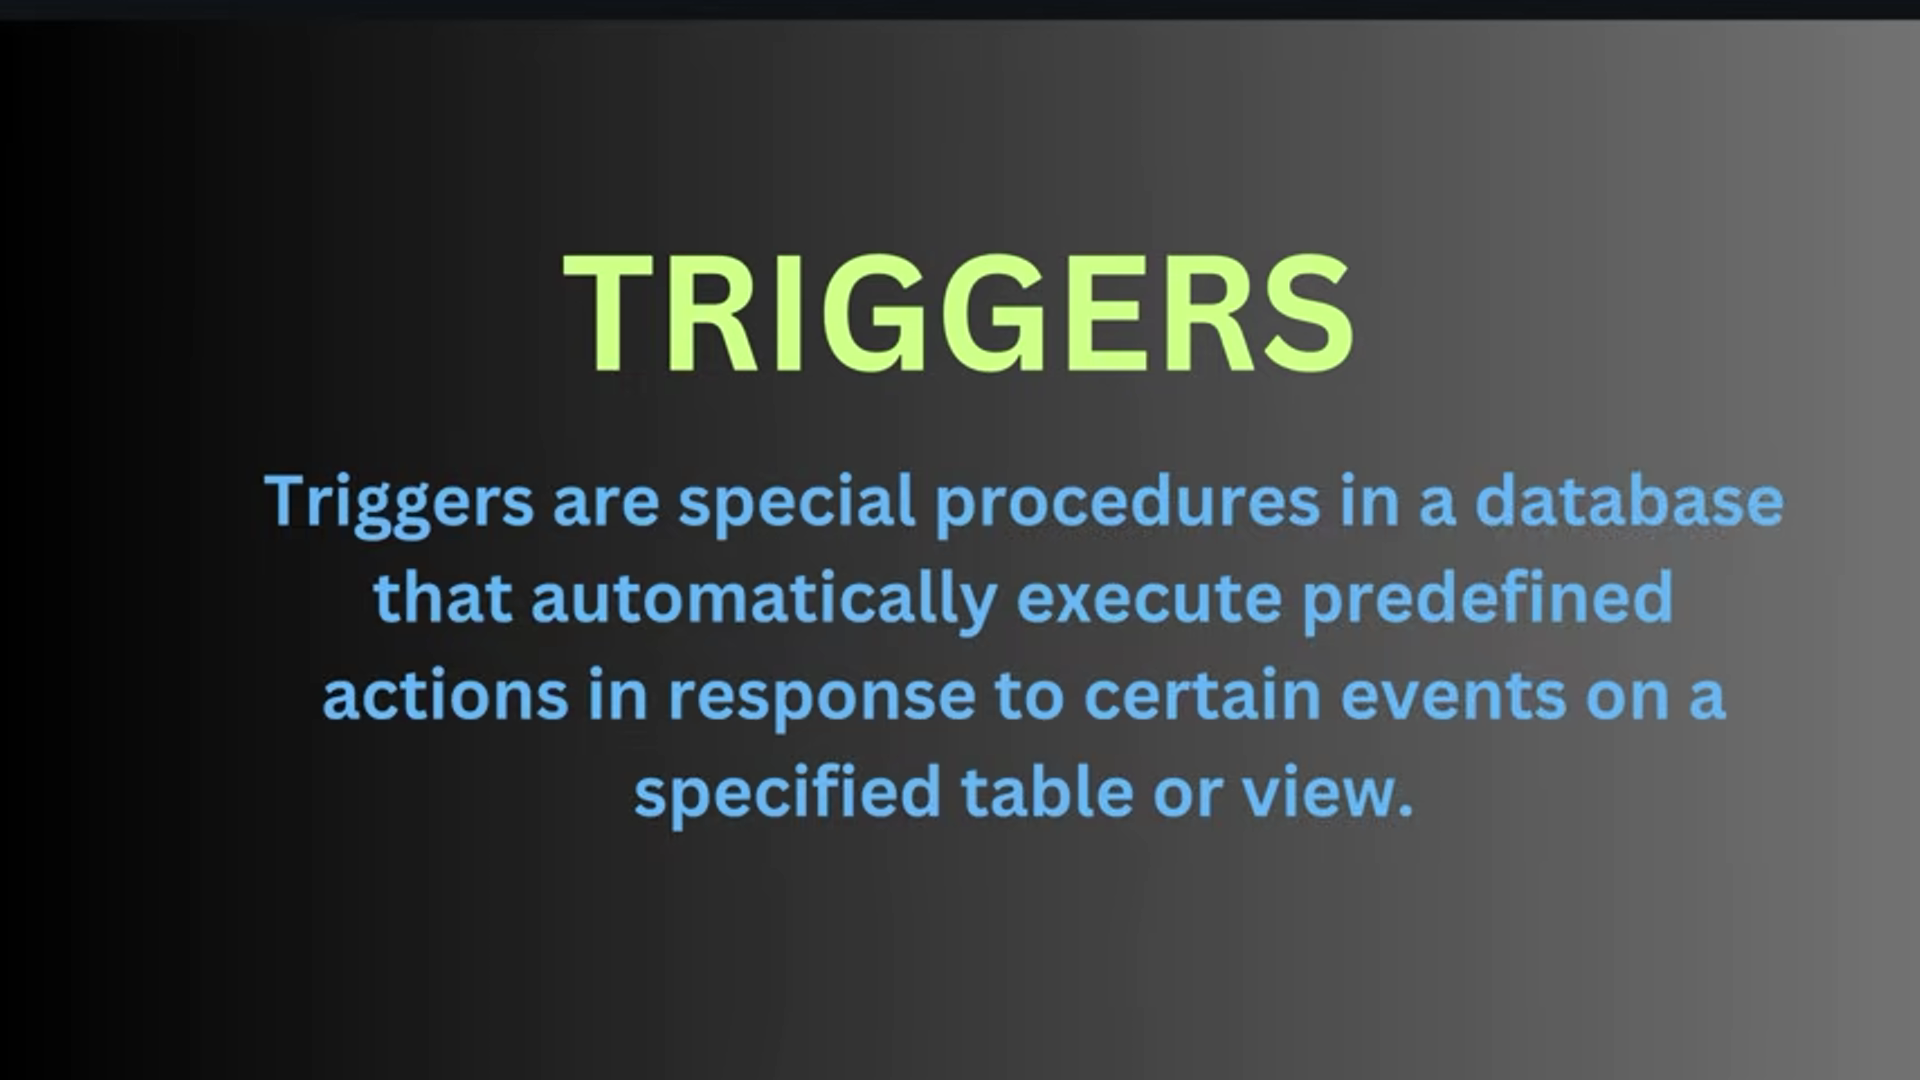 TRIGGERS
Triggers are special procedures in a database
that automatically execute predefined
actions in response to certain events on a
specified table or view.